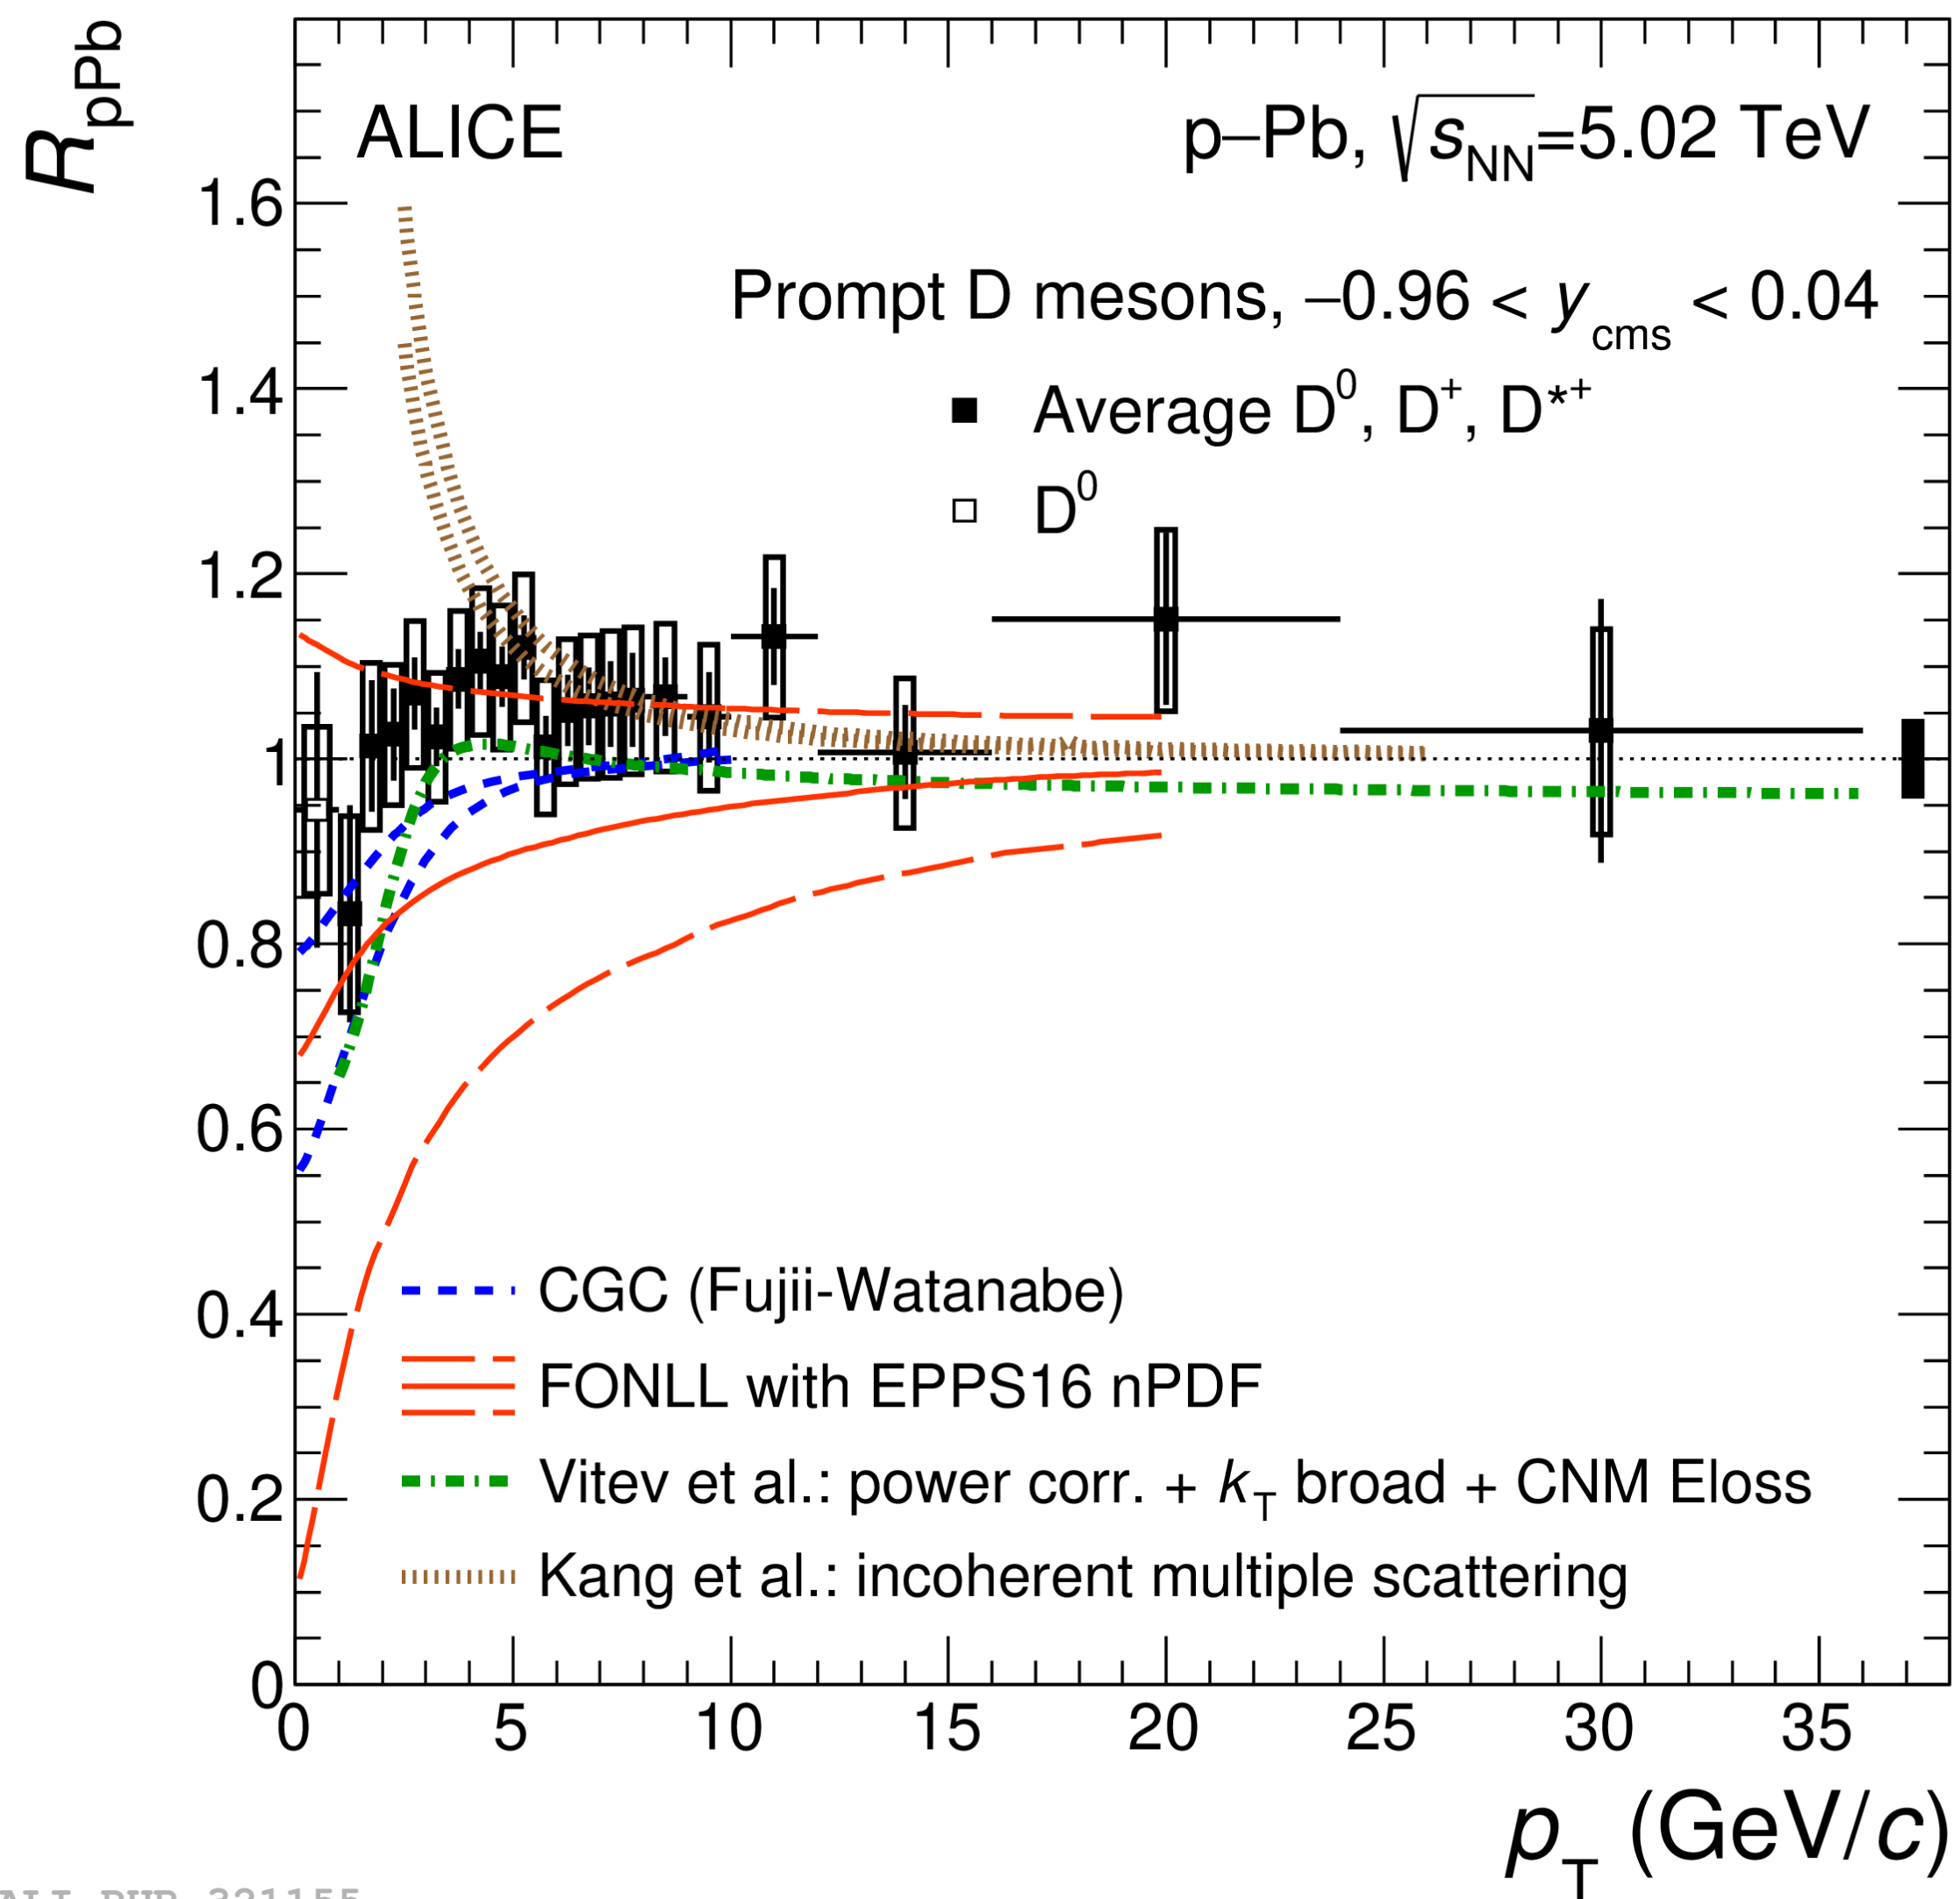 R_pPb
ALICE
p–Pb, √s_NN=5.02 TeV
Prompt D mesons, –0.96 < y_cms < 0.04
Average D⁰, D⁺, D*⁺
D⁰
1.6
1.4
1.2
1
0.8
0.6
0.4
0.2
0
CGC (Fujii-Watanabe)
FONLL with EPPS16 nPDF
Vitev et al.: power corr. + k_T broad + CNM Eloss
Kang et al.: incoherent multiple scattering
0 5 10 15 20 25 30 35
p_T (GeV/c)